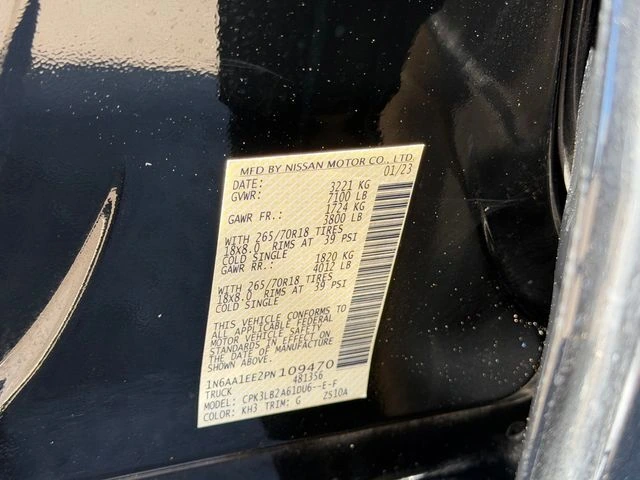 MFD BY NISSAN MOTOR CO., LTD.
DATE: 01/23
GVWR: 3221 KG
7100 LB
GAWR FR.: 1724 KG
3800 LB
WITH 265/70R18 TIRES
18x8.0 RIMS AT 39 PSI
COLD SINGLE
GAWR RR.: 1820 KG
4012 LB
WITH 265/70R18 TIRES
18x8.0 RIMS AT 39 PSI
COLD SINGLE
THIS VEHICLE CONFORMS TO
ALL APPLICABLE FEDERAL
MOTOR VEHICLE SAFETY
STANDARDS IN EFFECT ON
THE DATE OF MANUFACTURE
SHOWN ABOVE.
1N6AA1EE2PN109470
TRUCK 481356
MODEL: CPK3LB2A61DU6--E-F
COLOR: KH3 TRIM: G Z510A